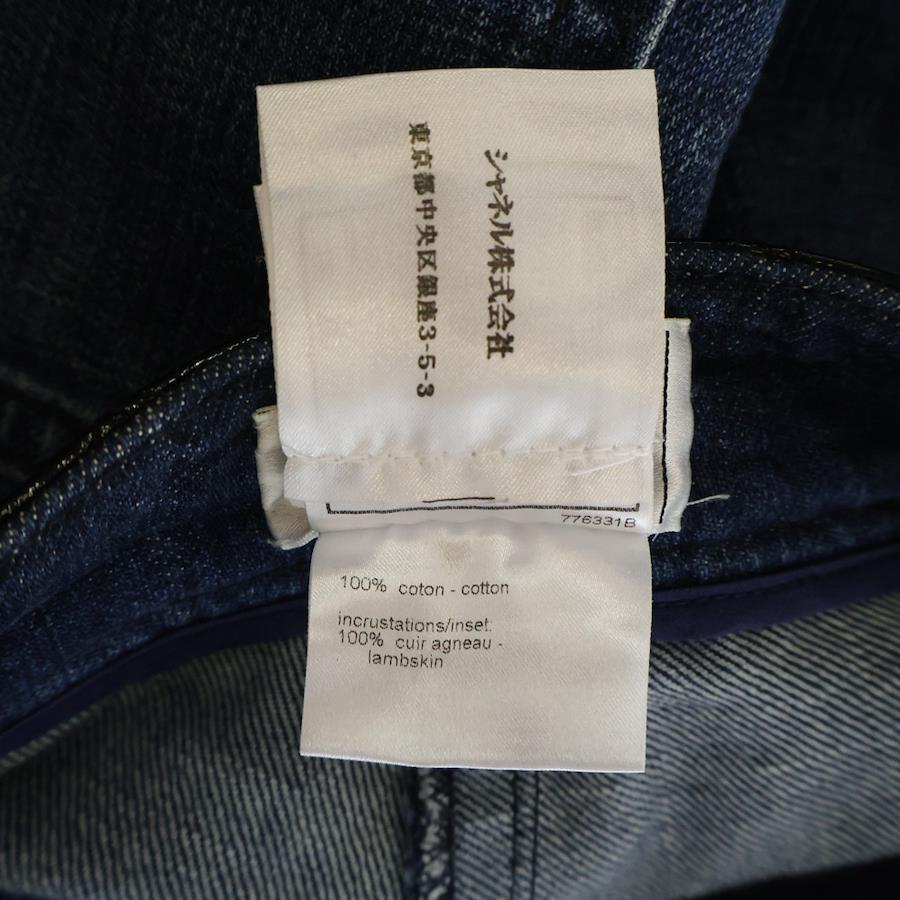 シャネル株式会社
東京都中央区銀座3-5-3
776331B
100% coton - cotton
incrustations/inset:
100% cuir agneau -
lambskin